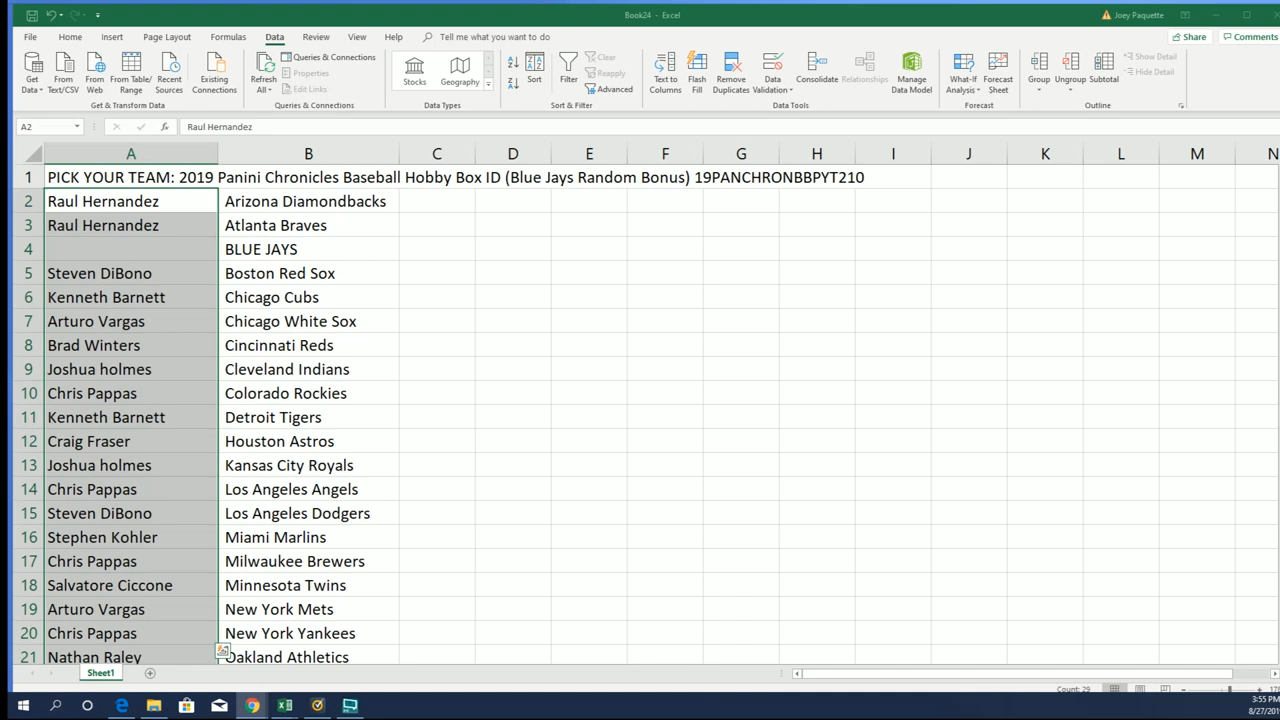 Book24 - Excel
Joey Paquette
File Home Insert Page Layout Formulas Data Review View Help Tell me what you want to do
Share Comments
Get Data
From Text/CSV
From Web
From Table/ Range
Recent Sources
Existing Connections
Get & Transform Data
Refresh All
Queries & Connections
Properties
Edit Links
Queries & Connections
Stocks
Geography
Data Types
Sort
Filter
Clear
Reapply
Advanced
Sort & Filter
Text to Columns
Flash Fill
Remove Duplicates
Data Validation
Consolidate
Relationships
Manage Data Model
Data Tools
What-If Analysis
Forecast Sheet
Forecast
Group
Ungroup
Subtotal
Show Detail
Hide Detail
Outline
A2 fx Raul Hernandez
A B C D E F G H I J K L M N
1 PICK YOUR TEAM: 2019 Panini Chronicles Baseball Hobby Box ID (Blue Jays Random Bonus) 19PANCHRONBBPYT210
2 Raul Hernandez Arizona Diamondbacks
3 Raul Hernandez Atlanta Braves
4 BLUE JAYS
5 Steven DiBono Boston Red Sox
6 Kenneth Barnett Chicago Cubs
7 Arturo Vargas Chicago White Sox
8 Brad Winters Cincinnati Reds
9 Joshua holmes Cleveland Indians
10 Chris Pappas Colorado Rockies
11 Kenneth Barnett Detroit Tigers
12 Craig Fraser Houston Astros
13 Joshua holmes Kansas City Royals
14 Chris Pappas Los Angeles Angels
15 Steven DiBono Los Angeles Dodgers
16 Stephen Kohler Miami Marlins
17 Chris Pappas Milwaukee Brewers
18 Salvatore Ciccone Minnesota Twins
19 Arturo Vargas New York Mets
20 Chris Pappas New York Yankees
21 Nathan Raley Oakland Athletics
Sheet1
Count: 29
3:55 PM